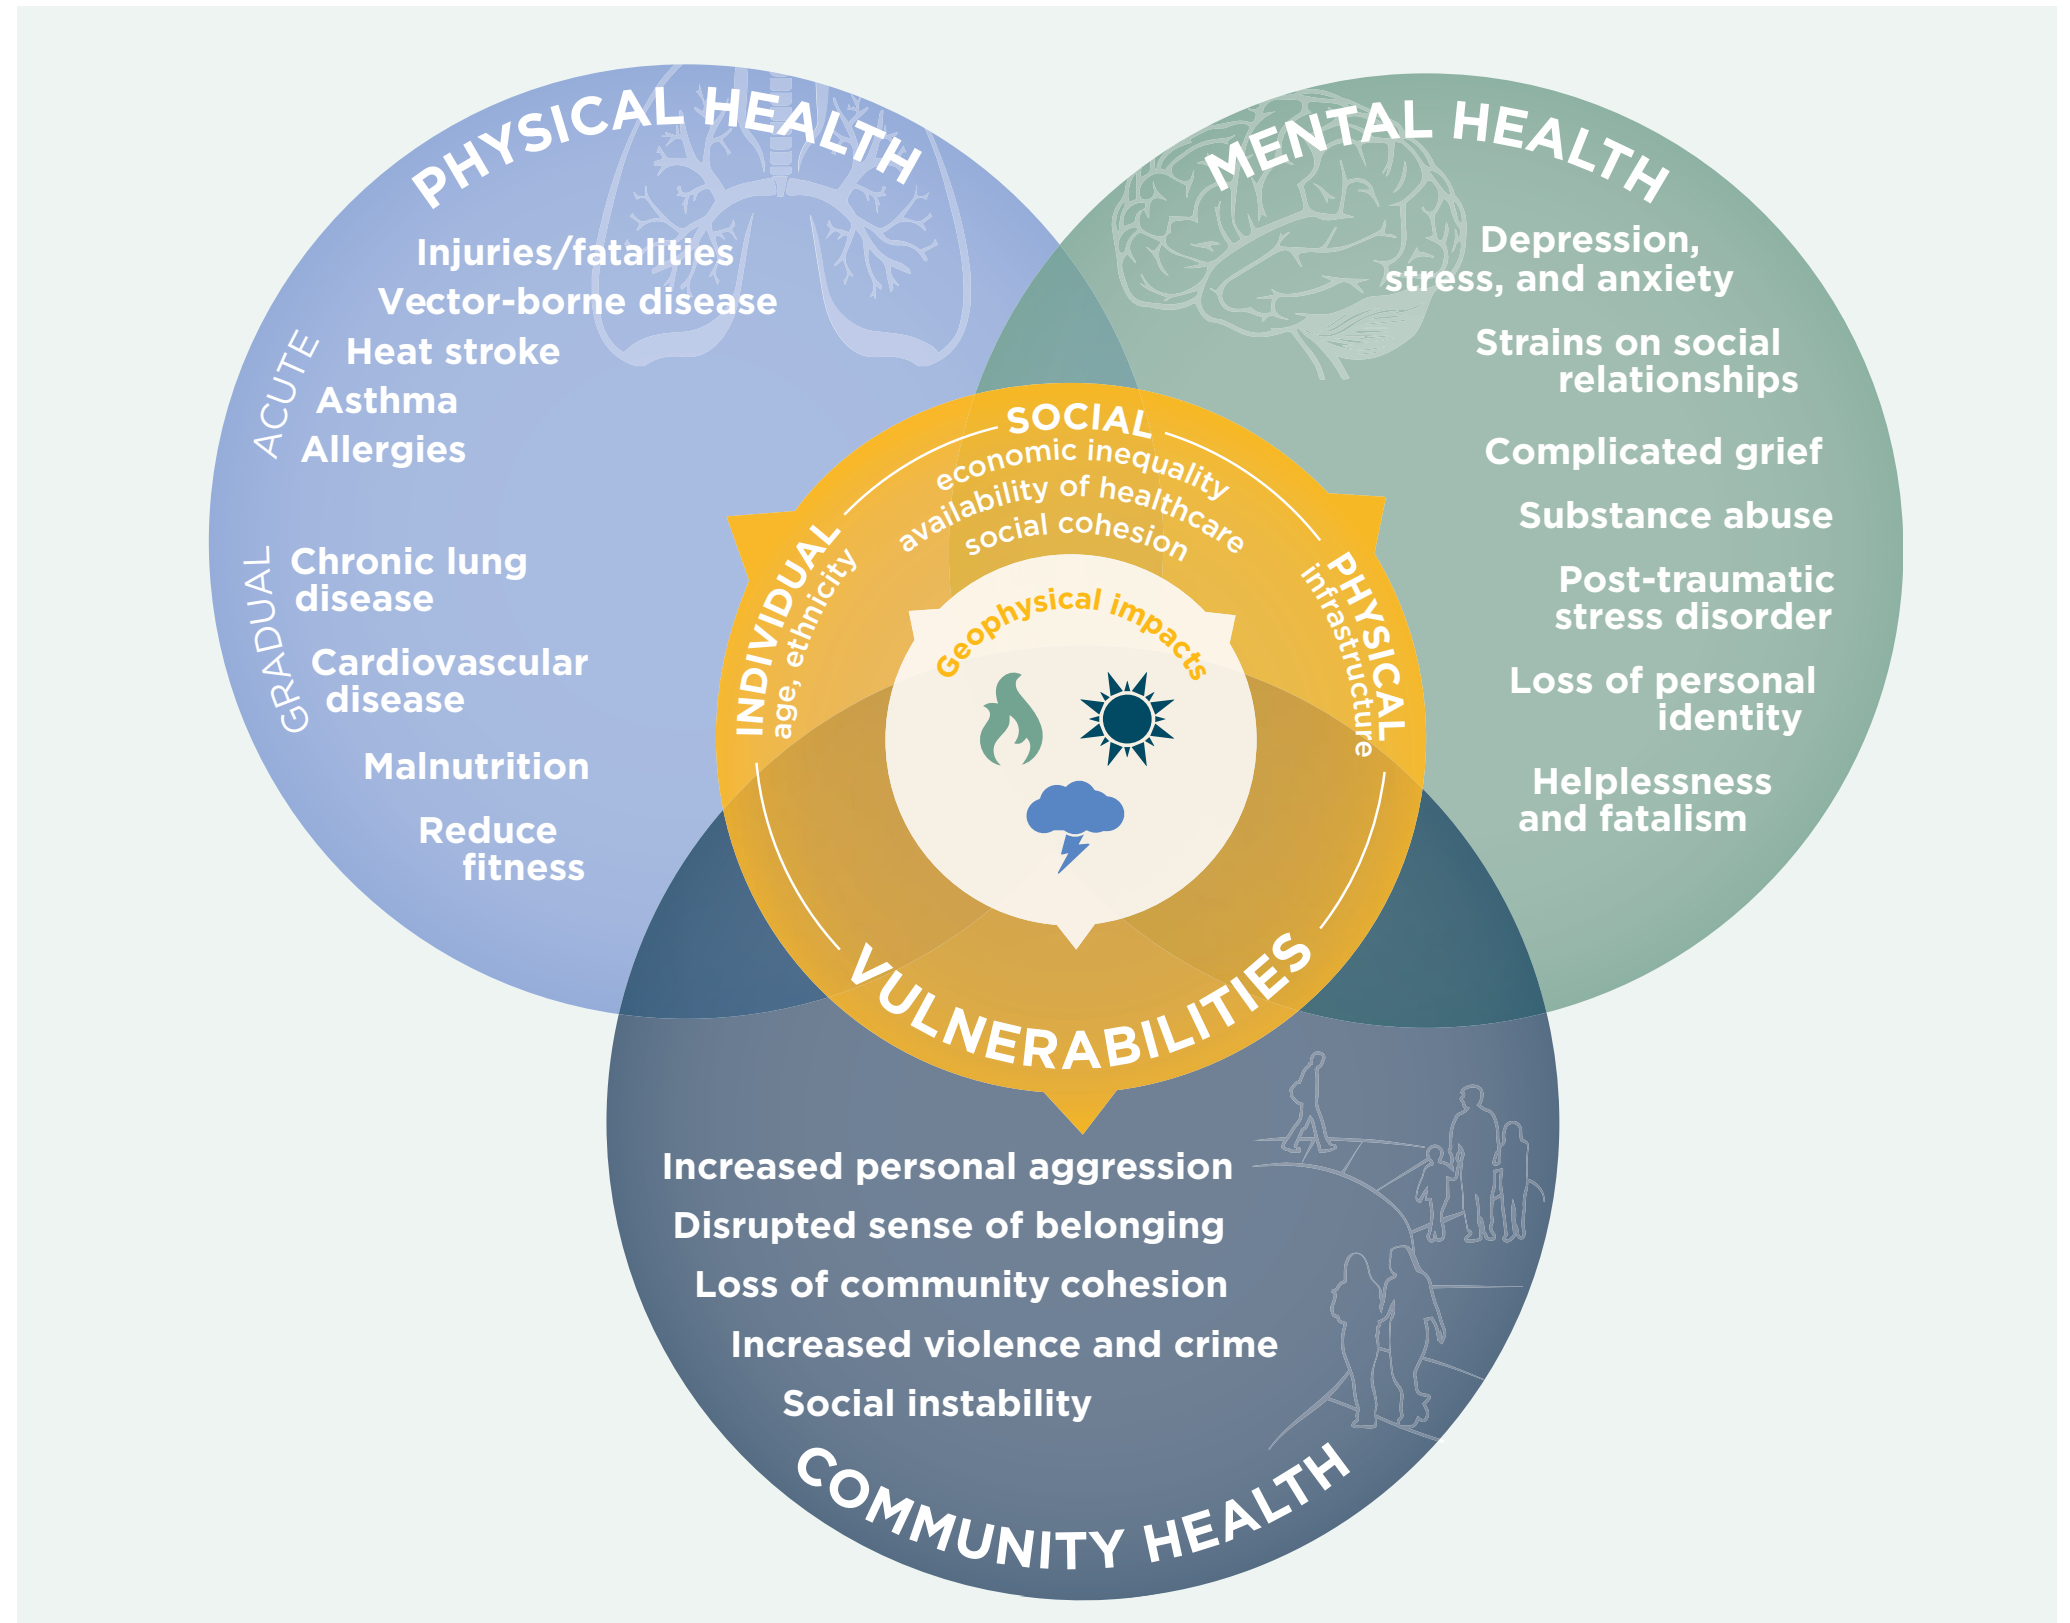 PHYSICAL HEALTH
ACUTE
Injuries/fatalities
Vector-borne disease
Heat stroke
Asthma
Allergies
GRADUAL
Chronic lung
disease
Cardiovascular
disease
Malnutrition
Reduce
fitness
MENTAL HEALTH
Depression,
stress, and anxiety
Strains on social
relationships
Complicated grief
Substance abuse
Post-traumatic
stress disorder
Loss of personal
identity
Helplessness
and fatalism
SOCIAL
economic inequality
availability of healthcare
social cohesion
INDIVIDUAL
age, ethnicity
PHYSICAL
infrastructure
Geophysical impacts
VULNERABILITIES
Increased personal aggression
Disrupted sense of belonging
Loss of community cohesion
Increased violence and crime
Social instability
COMMUNITY HEALTH